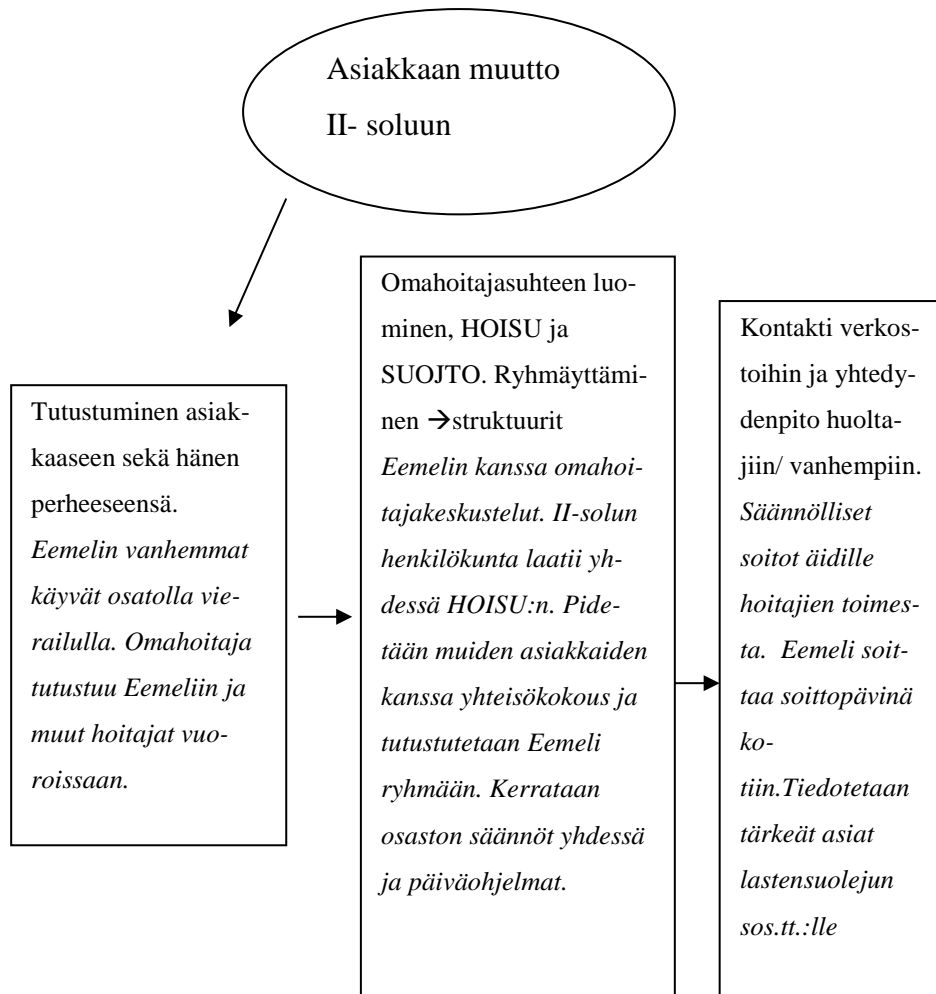 Asiakkaan muutto
II- soluun
Tutustuminen asiak-
kaaseen sekä hänen
perheeseensä.
Eemelin vanhemmat
käyvät osatolla vie-
railulla. Omahoitaja
tutustuu Eemeliin ja
muut hoitajat vuo-
roissaan.
Omahoitajasuhteen luo-
minen, HOISU ja
SUOJTO. Ryhmäyttämi-
nen →struktuurit
Eemelin kanssa omahoi-
tajakeskustelut. II-solun
henkilökunta laatii yh-
dessä HOISU:n. Pide-
tään muiden asiakkaiden
kanssa yhteisökokous ja
tutustutetaan Eemeli
ryhmään. Kerrataan
osaston säännöt yhdessä
ja päiväohjelmat.
Kontakti verkos-
toihin ja yhtedy-
denpito huolta-
jiin/ vanhempiin.
Säännölliset
soitot äidille
hoitajien toimes-
ta.  Eemeli soit-
taa soittopävinä
ko-
tiin.Tiedotetaan
tärkeät asiat
lastensuolejun
sos.tt.:lle